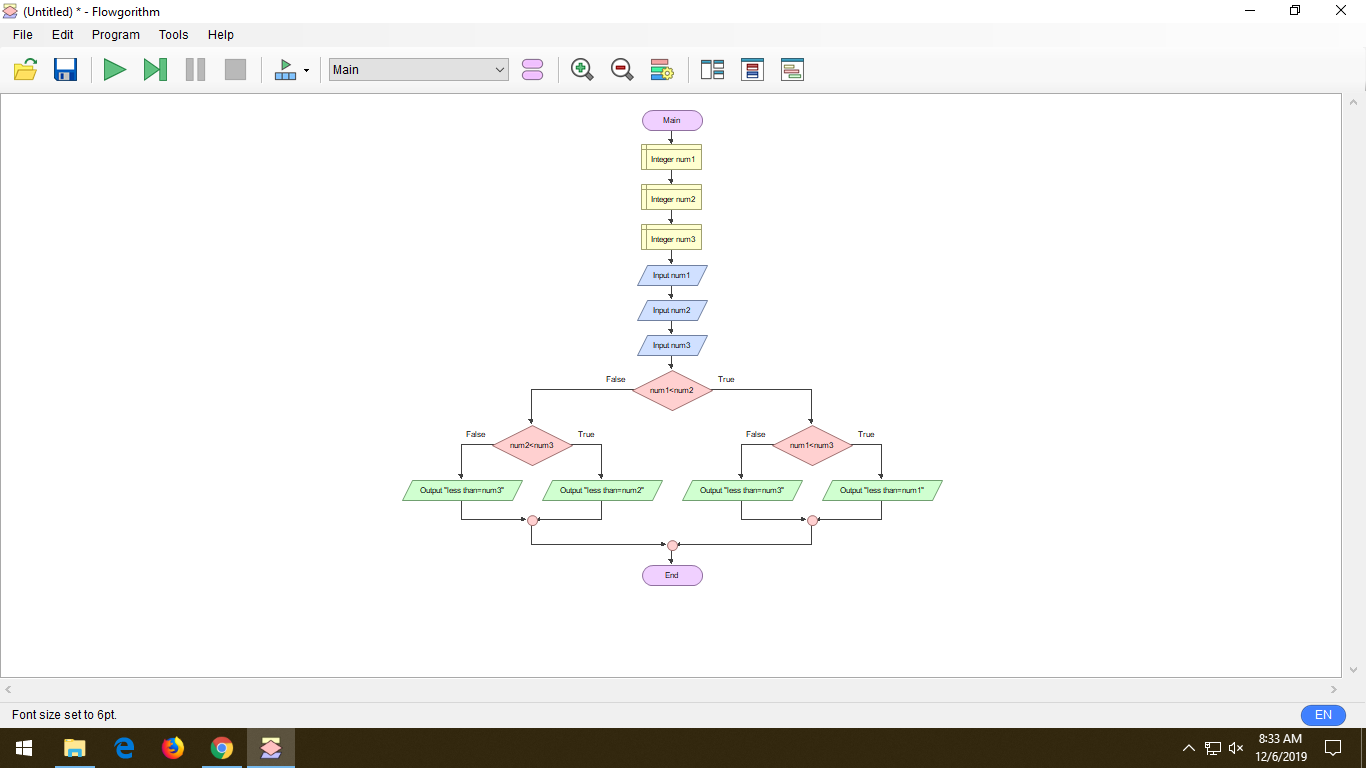 (Untitled) * - Flowgorithm
File Edit Program Tools Help
Main
Main
Integer num1
Integer num2
Integer num3
Input num1
Input num2
Input num3
False True
num1<num2
False True False True
num2<num3 num1<num3
Output "less than=num3" Output "less than=num2" Output "less than=num3" Output "less than=num1"
End
Font size set to 6pt.
EN
8:33 AM
12/6/2019